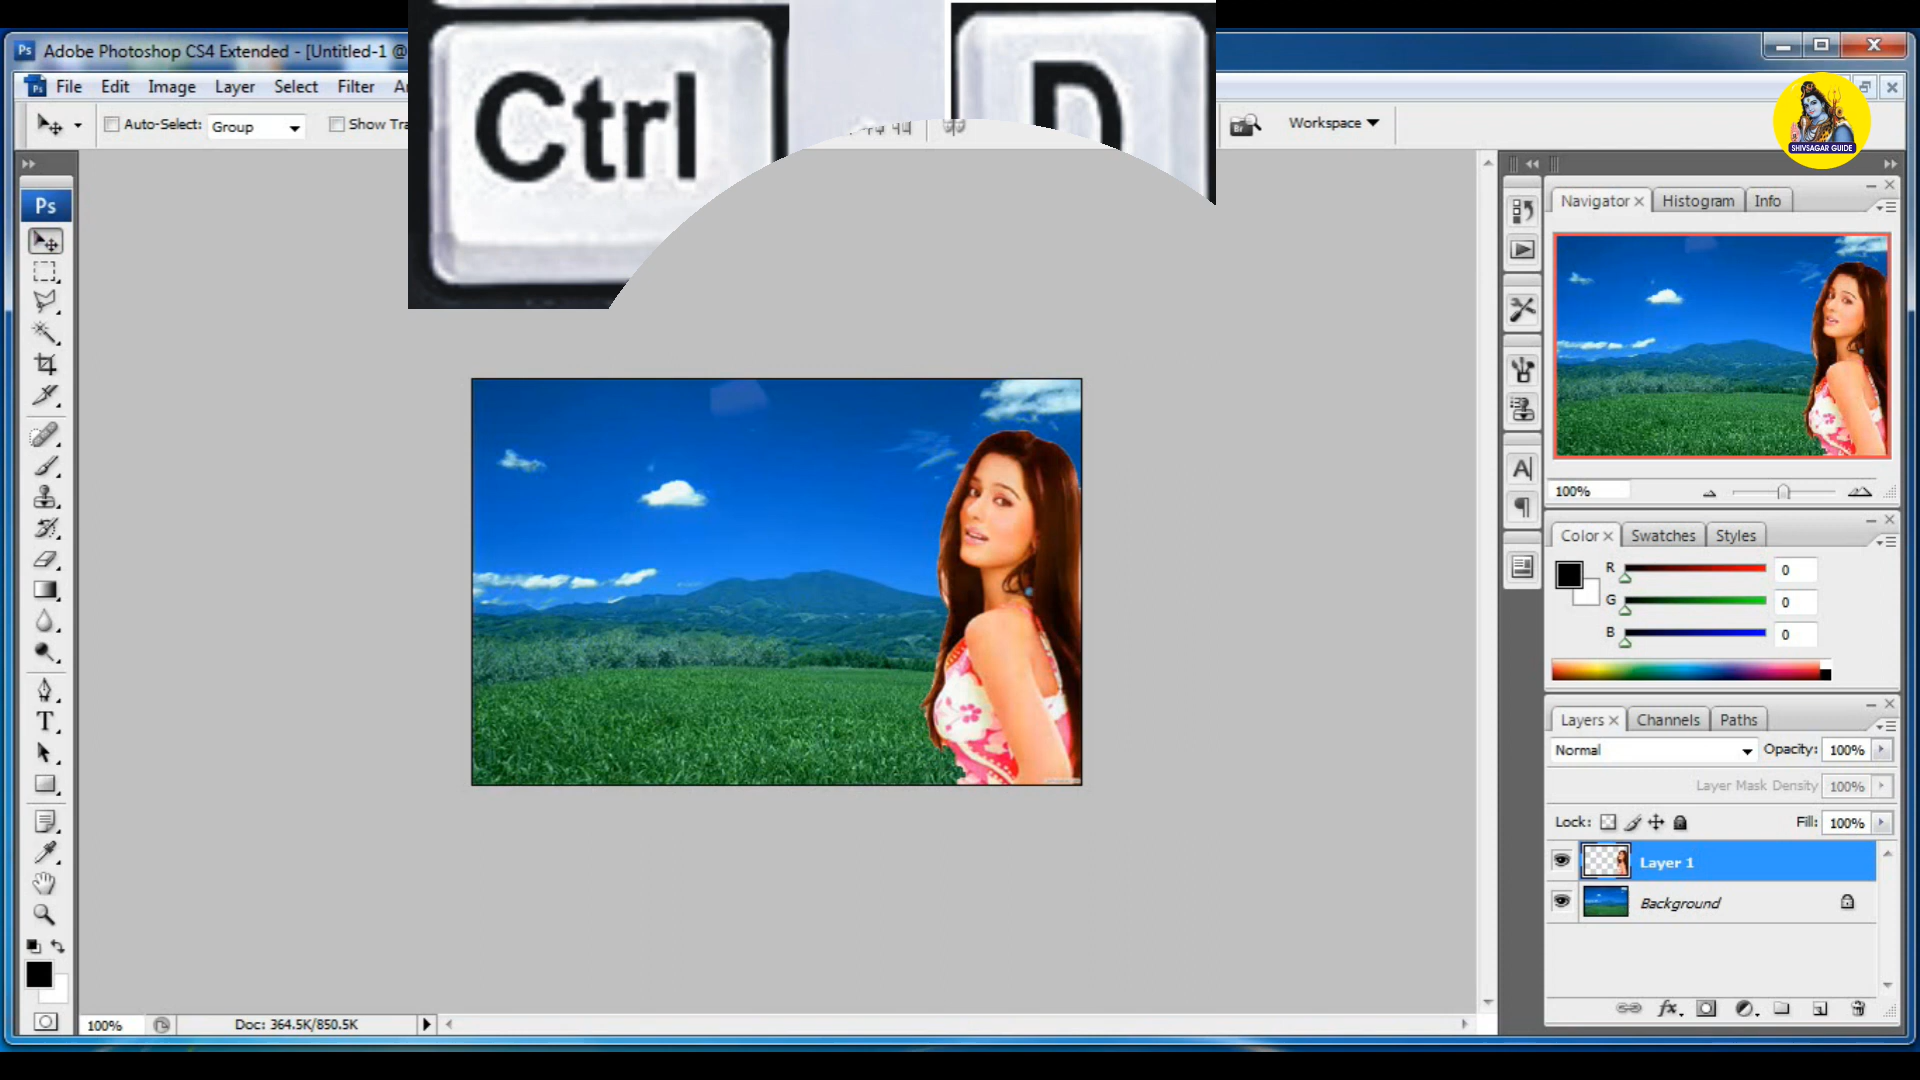 Ctrl
D
Adobe Photoshop CS4 Extended - [Untitled-1 @
File Edit Image Layer Select Filter
Auto-Select: Group Show Tra
Workspace
SHIVSAGAR GUIDE
Ps
Navigator Histogram Info
100%
Color Swatches Styles
R 0
G 0
B 0
Layers Channels Paths
Normal Opacity: 100%
Layer Mask Density 100%
Lock: Fill: 100%
Layer 1
Background
100% Doc: 364.5K/850.5K